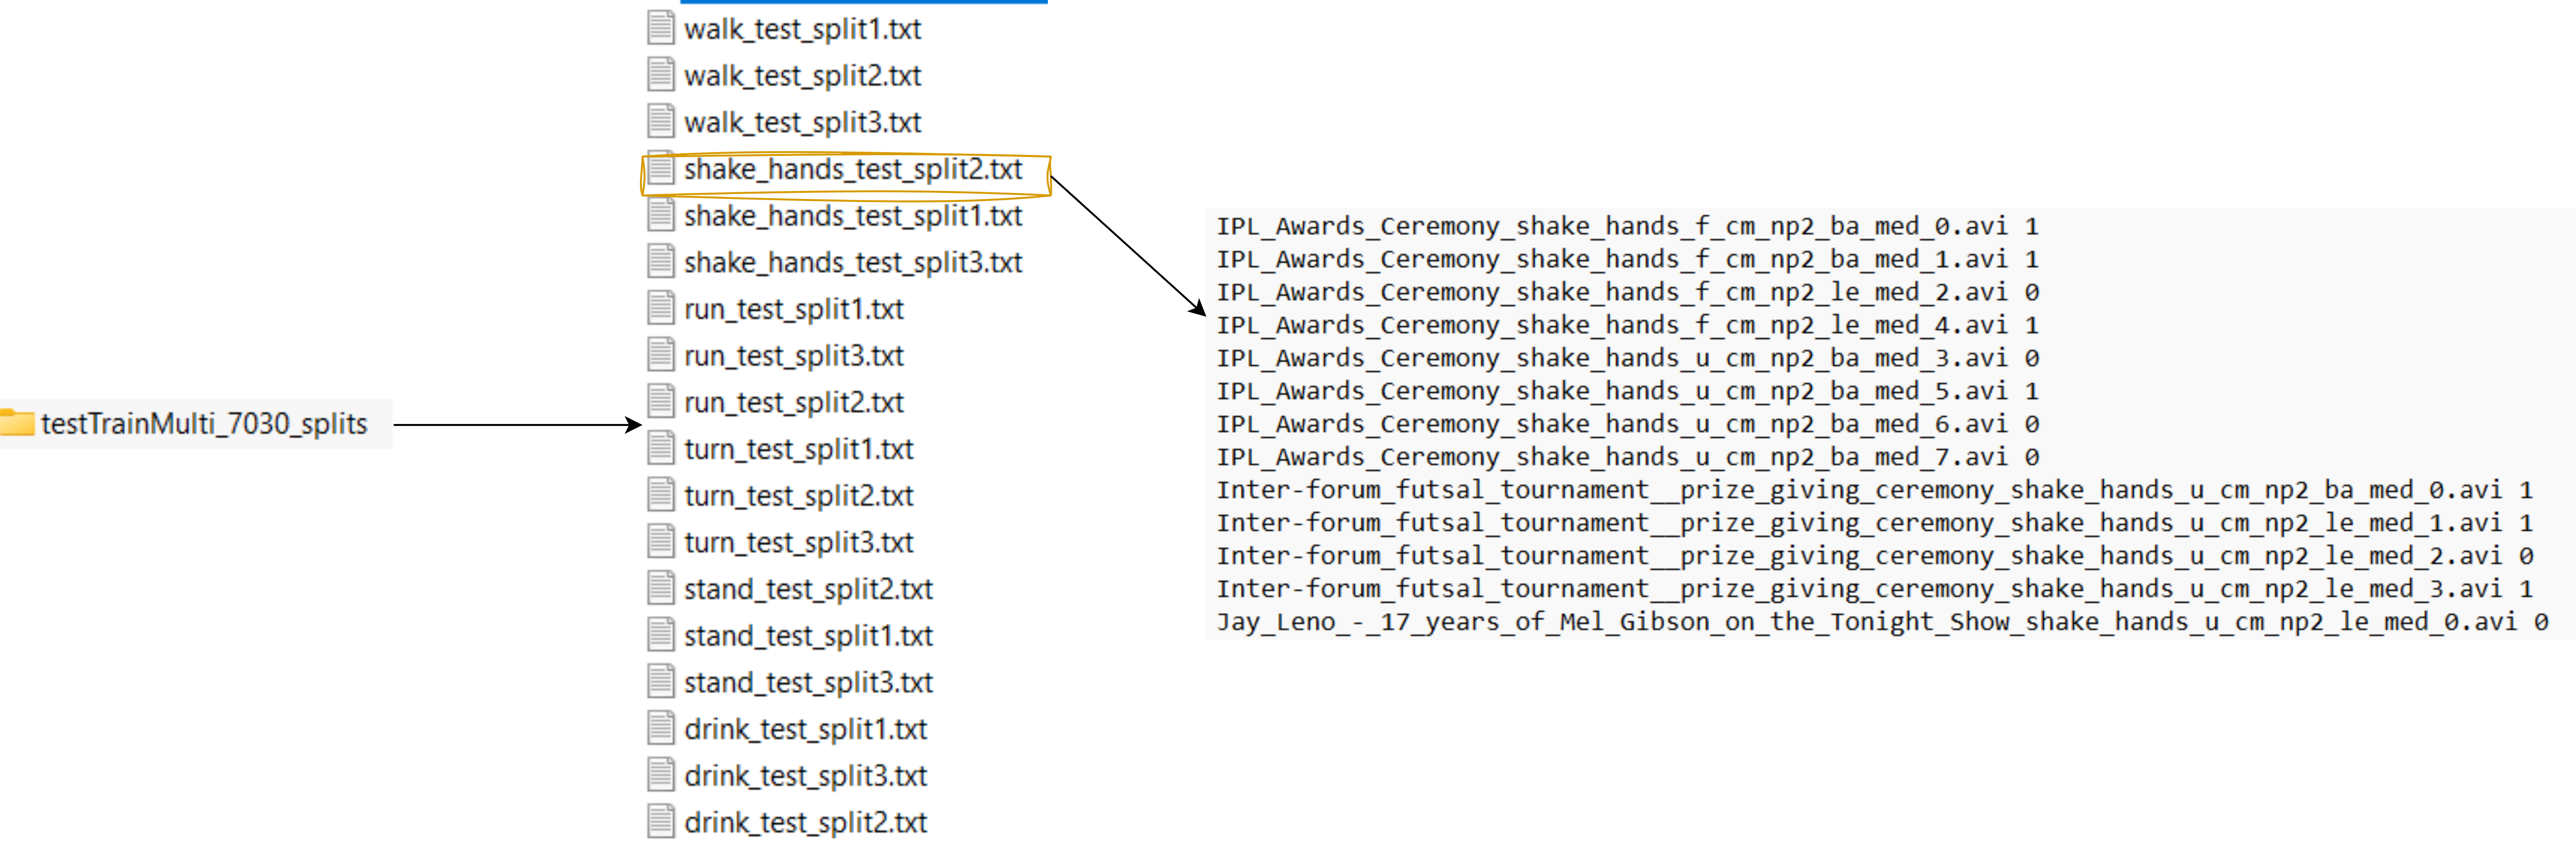 testTrainMulti_7030_splits
walk_test_split1.txt
walk_test_split2.txt
walk_test_split3.txt
shake_hands_test_split2.txt
shake_hands_test_split1.txt
shake_hands_test_split3.txt
run_test_split1.txt
run_test_split3.txt
run_test_split2.txt
turn_test_split1.txt
turn_test_split2.txt
turn_test_split3.txt
stand_test_split2.txt
stand_test_split1.txt
stand_test_split3.txt
drink_test_split1.txt
drink_test_split3.txt
drink_test_split2.txt
IPL_Awards_Ceremony_shake_hands_f_cm_np2_ba_med_0.avi 1
IPL_Awards_Ceremony_shake_hands_f_cm_np2_ba_med_1.avi 1
IPL_Awards_Ceremony_shake_hands_f_cm_np2_le_med_2.avi 0
IPL_Awards_Ceremony_shake_hands_f_cm_np2_le_med_4.avi 1
IPL_Awards_Ceremony_shake_hands_u_cm_np2_ba_med_3.avi 0
IPL_Awards_Ceremony_shake_hands_u_cm_np2_ba_med_5.avi 1
IPL_Awards_Ceremony_shake_hands_u_cm_np2_ba_med_6.avi 0
IPL_Awards_Ceremony_shake_hands_u_cm_np2_ba_med_7.avi 0
Inter-forum_futsal_tournament__prize_giving_ceremony_shake_hands_u_cm_np2_ba_med_0.avi 1
Inter-forum_futsal_tournament__prize_giving_ceremony_shake_hands_u_cm_np2_le_med_1.avi 1
Inter-forum_futsal_tournament__prize_giving_ceremony_shake_hands_u_cm_np2_le_med_2.avi 0
Inter-forum_futsal_tournament__prize_giving_ceremony_shake_hands_u_cm_np2_le_med_3.avi 1
Jay_Leno_-_17_years_of_Mel_Gibson_on_the_Tonight_Show_shake_hands_u_cm_np2_le_med_0.avi 0